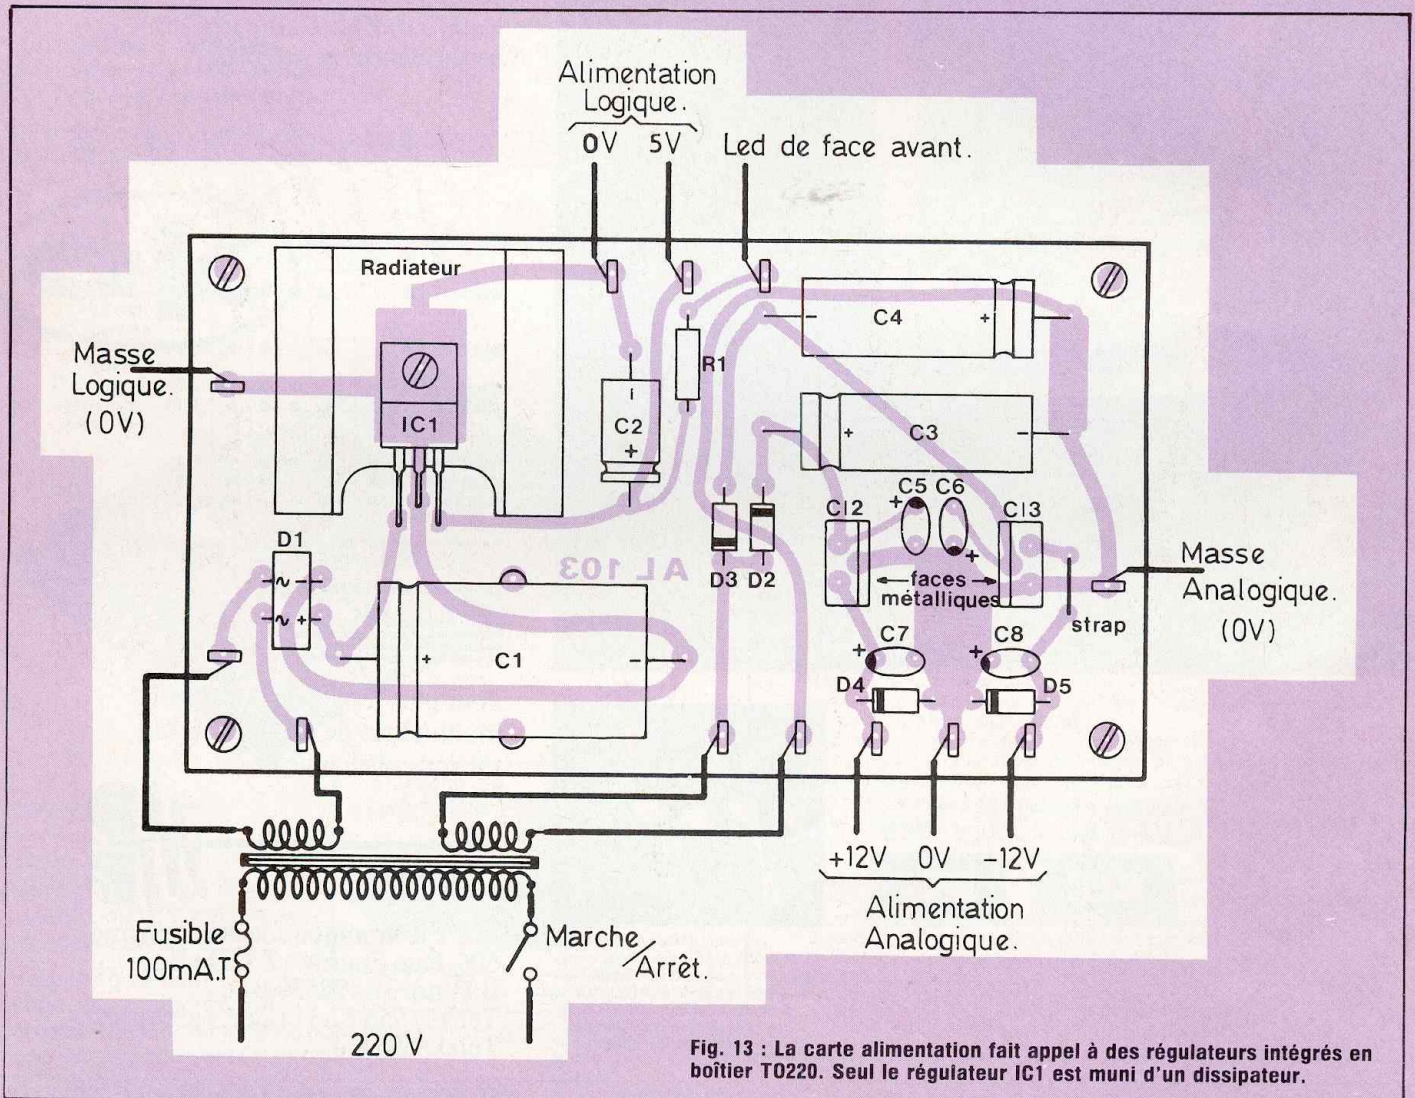 Alimentation
Logique.
0V 5V
Led de face avant.
Radiateur
Masse
Logique.
(0V)
IC1
R1
C2
+
C4
- +
C3
+ -
C5 C6
+ +
CI2
CI3
D1
~ -
~ +
AL 103
D3 D2
faces
métalliques
strap
Masse
Analogique.
(0V)
C1
+ -
C7
+
C8
+
D4
D5
+12V 0V -12V
Alimentation
Analogique.
Fusible
100mA.T
Marche/
Arrêt.
220 V
Fig. 13 : La carte alimentation fait appel à des régulateurs intégrés en
boîtier TO220. Seul le régulateur IC1 est muni d'un dissipateur.